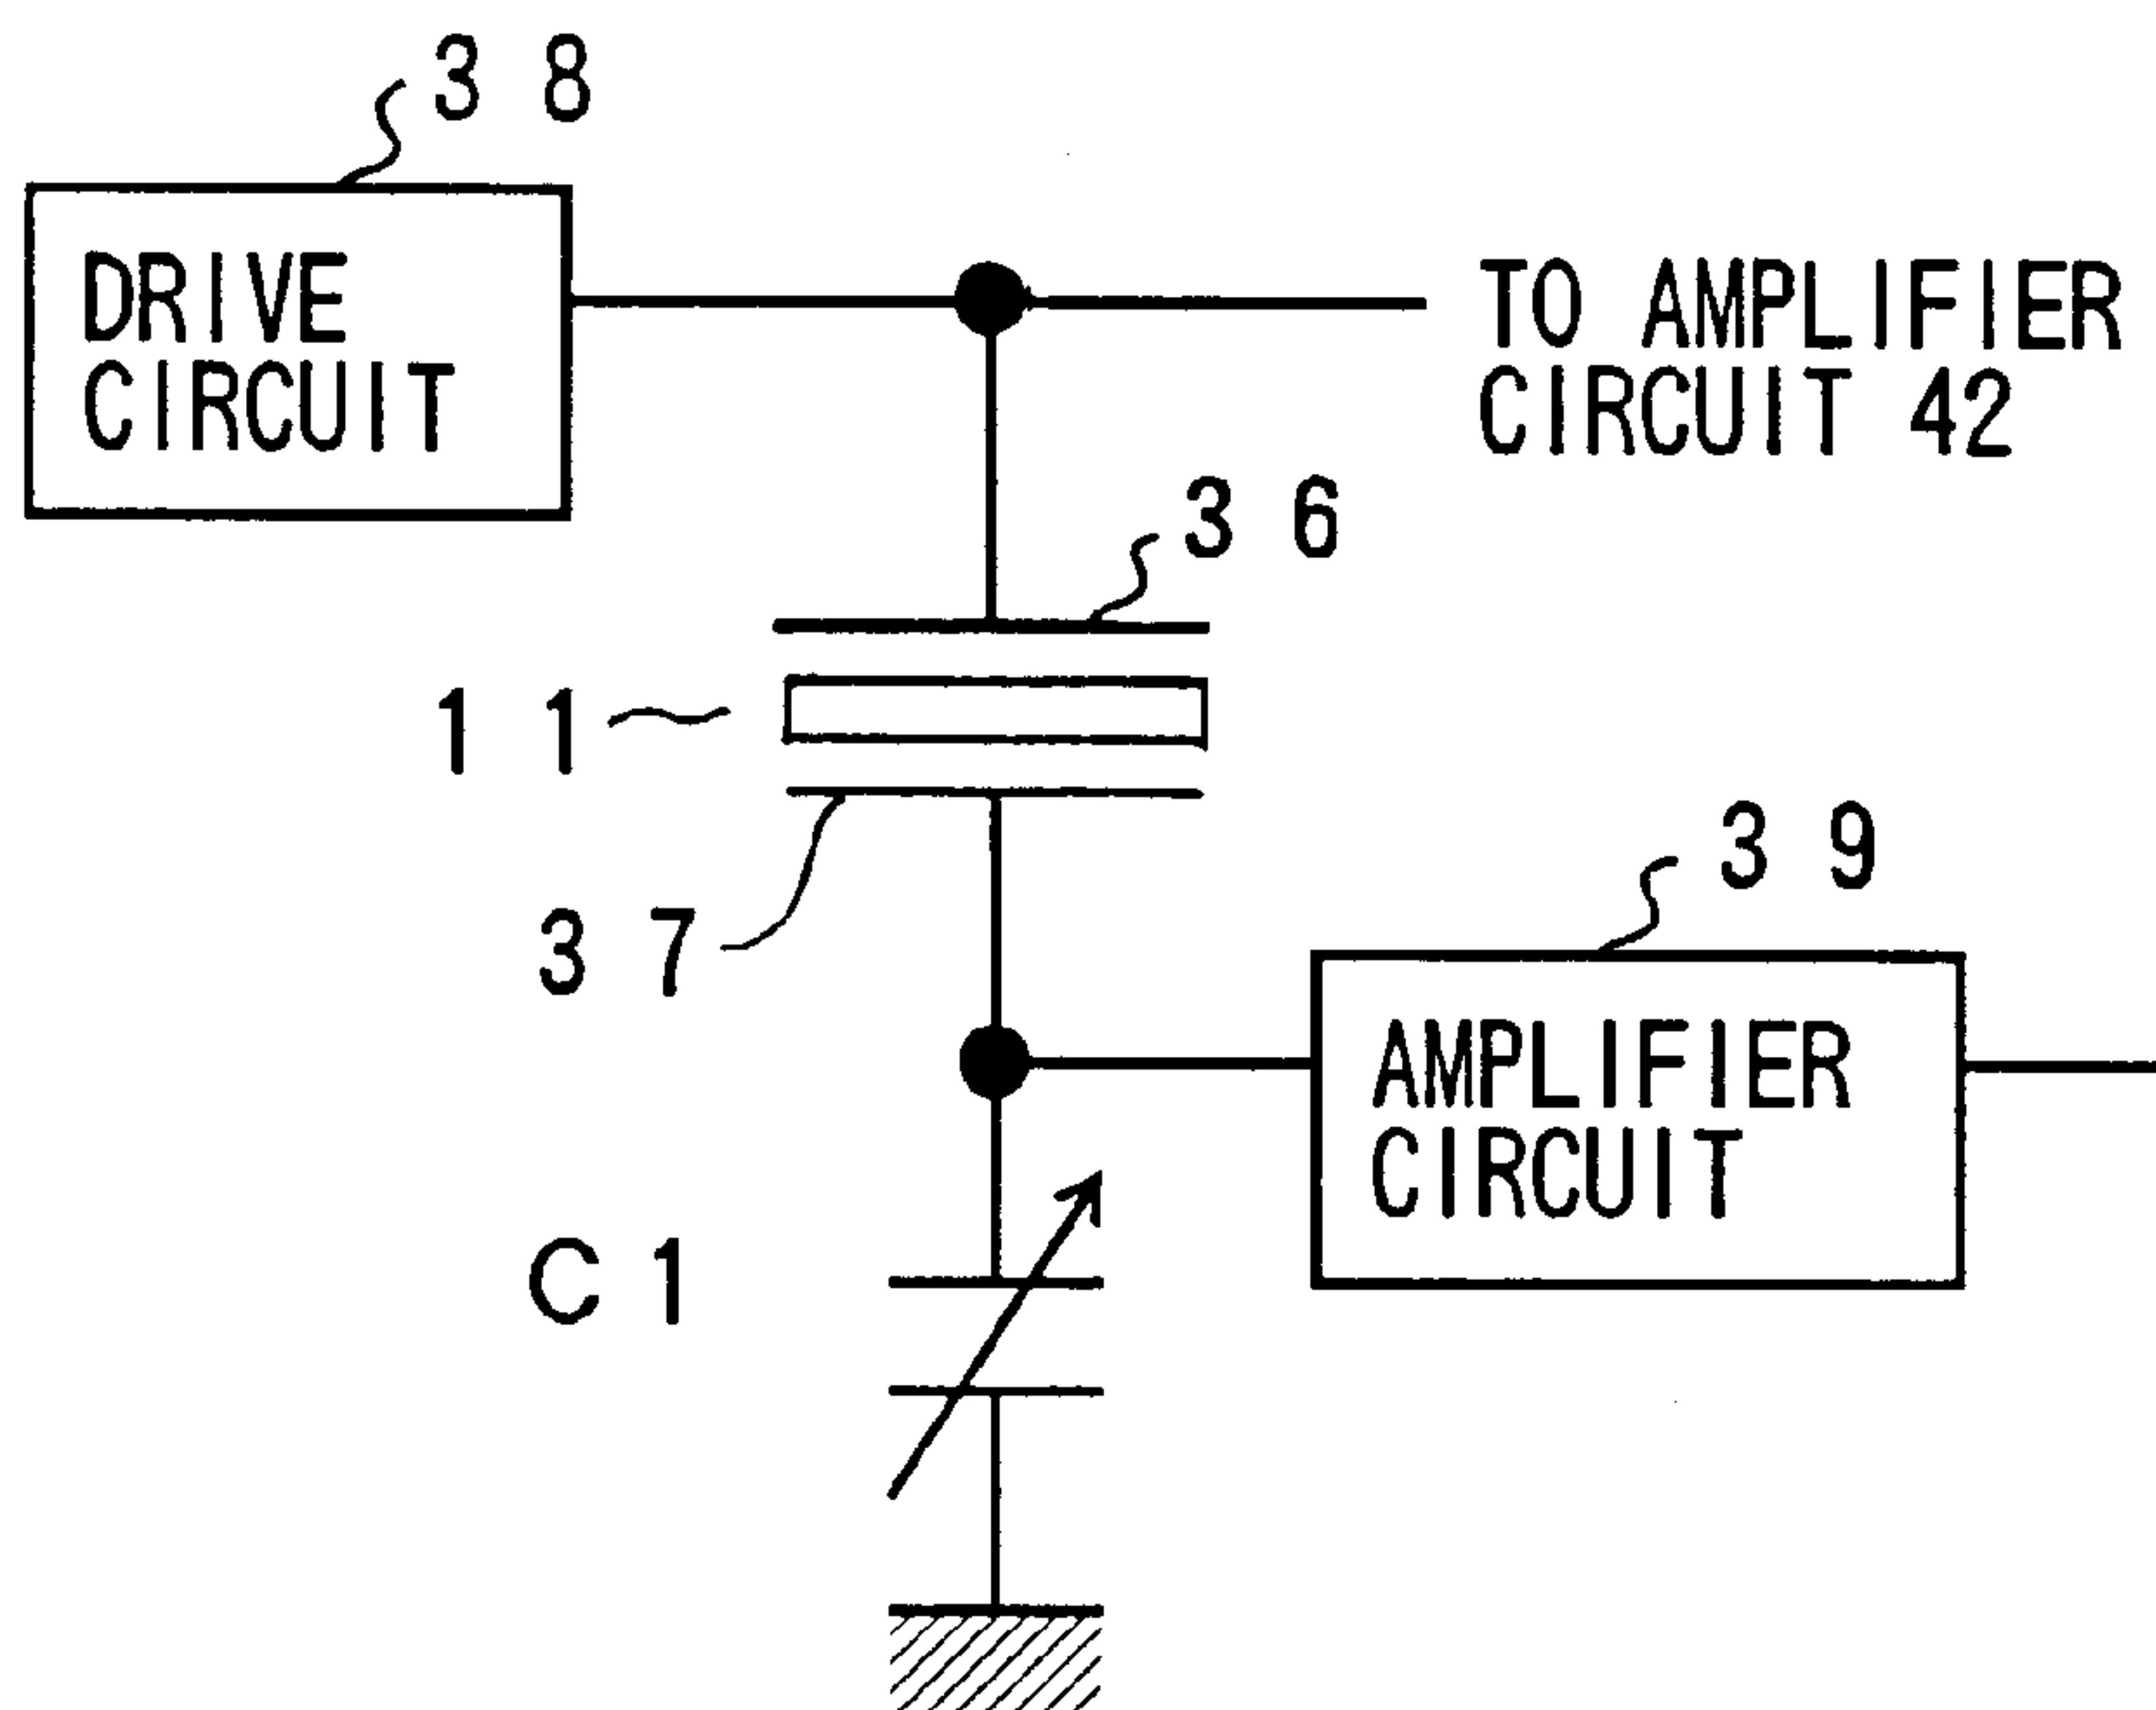 38
DRIVE
CIRCUIT
TO AMPLIFIER
CIRCUIT 42
36
11
37
39
AMPLIFIER
CIRCUIT
C1